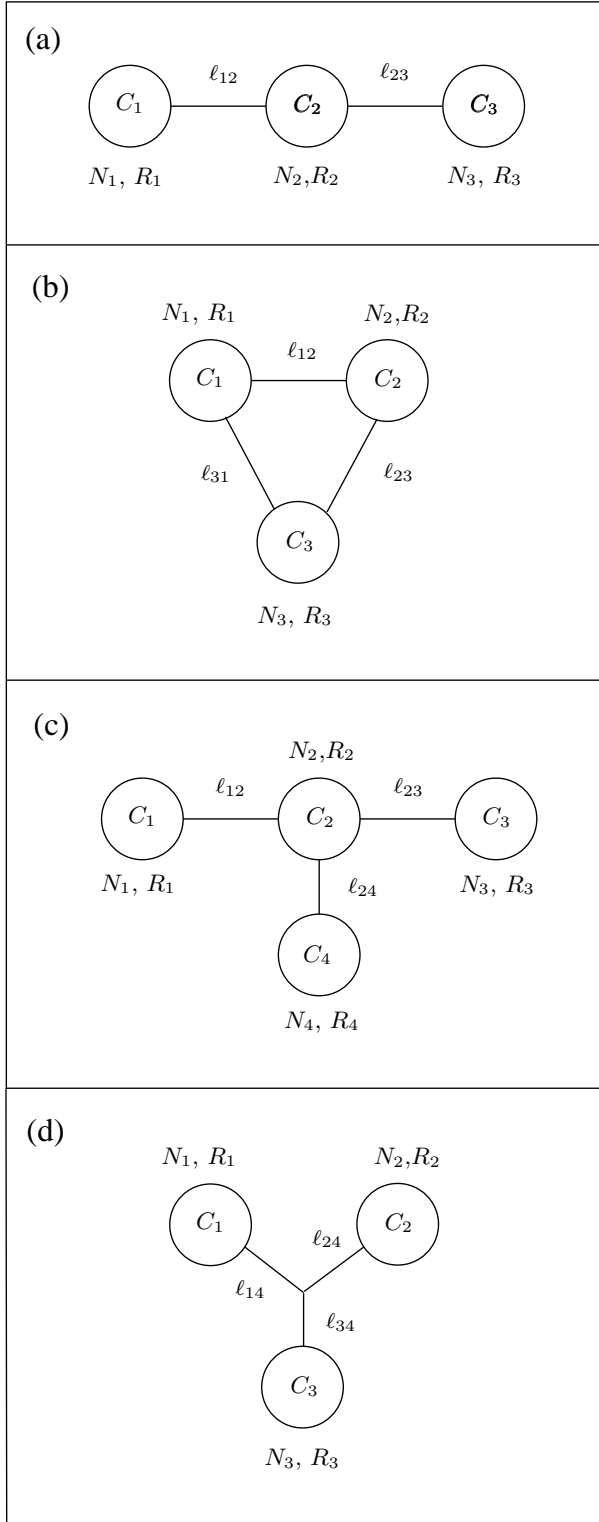 (a)
ℓ₁₂ ℓ₂₃
C₁ C₂ C₃
N₁, R₁ N₂,R₂ N₃, R₃
(b)
N₁, R₁ N₂,R₂
ℓ₁₂
C₁ C₂
ℓ₃₁ ℓ₂₃
C₃
N₃, R₃
(c)
N₂,R₂
ℓ₁₂ ℓ₂₃
C₁ C₂ C₃
N₁, R₁ ℓ₂₄ N₃, R₃
C₄
N₄, R₄
(d)
N₁, R₁ N₂,R₂
C₁ ℓ₂₄ C₂
ℓ₁₄
ℓ₃₄
C₃
N₃, R₃